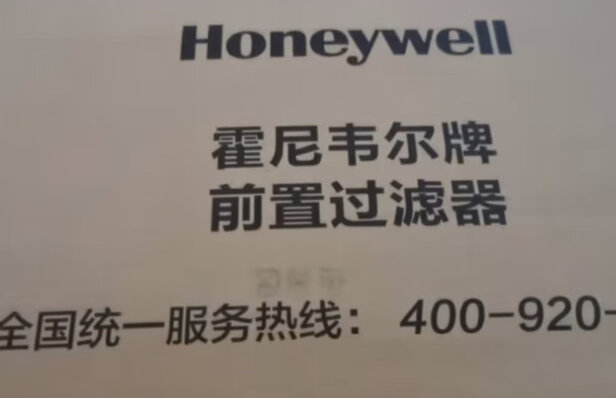 Honeywell
霍尼韦尔牌
前置过滤器
全国统一服务热线：400-920-